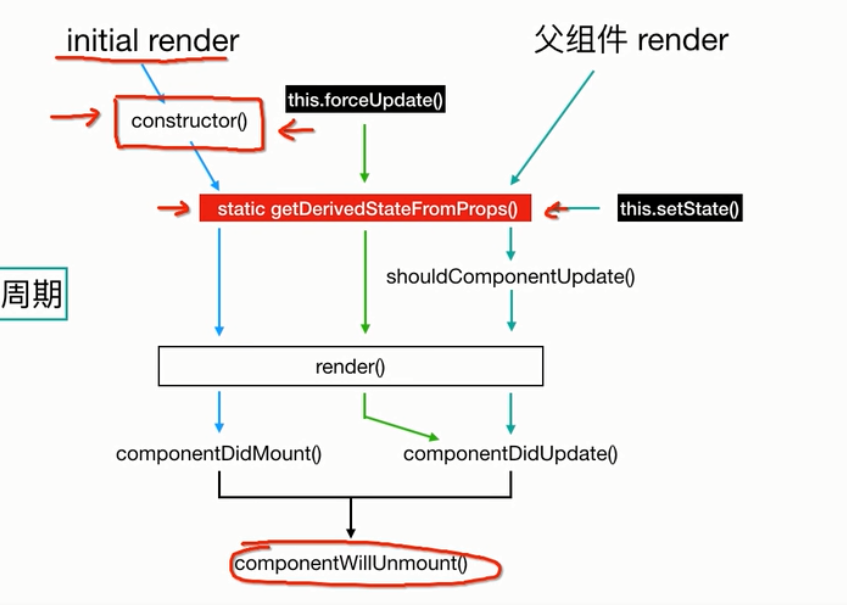 initial render
父组件 render
this.forceUpdate()
constructor()
static getDerivedStateFromProps()
this.setState()
shouldComponentUpdate()
周期
render()
componentDidMount()
componentDidUpdate()
componentWillUnmount()